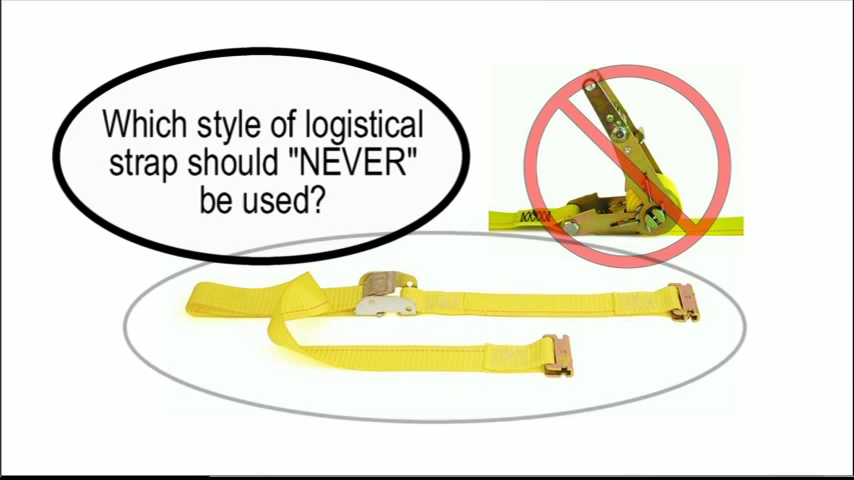 Which style of logistical
strap should "NEVER"
be used?